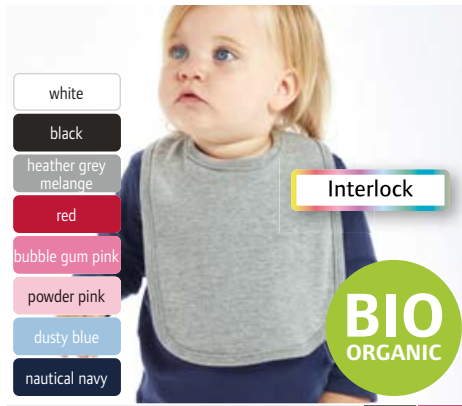 white
black
heather grey
melange
red
bubble gum pink
powder pink
dusty blue
nautical navy
Interlock
BIO
ORGANIC